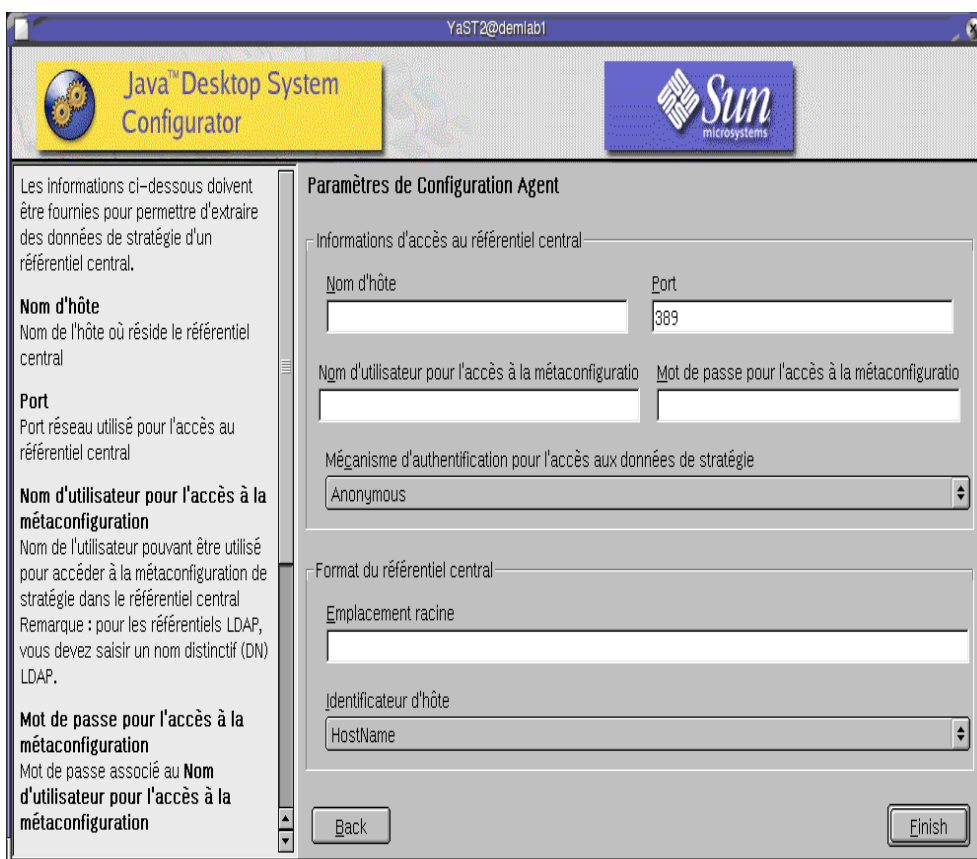 YaST2@demlab1
Java™ Desktop System
Configurator
Sun
microsystems
Les informations ci-dessous doivent
être fournies pour permettre d'extraire
des données de stratégie d'un
référentiel central.
Nom d'hôte
Nom de l'hôte où réside le référentiel
central
Port
Port réseau utilisé pour l'accès au
référentiel central
Nom d'utilisateur pour l'accès à la
métaconfiguration
Nom de l'utilisateur pouvant être utilisé
pour accéder à la métaconfiguration de
stratégie dans le référentiel central
Remarque : pour les référentiels LDAP,
vous devez saisir un nom distinctif (DN)
LDAP.
Mot de passe pour l'accès à la
métaconfiguration
Mot de passe associé au Nom
d'utilisateur pour l'accès à la
métaconfiguration
Paramètres de Configuration Agent
Informations d'accès au référentiel central
Nom d'hôte
Port
389
Nom d'utilisateur pour l'accès à la métaconfiguratio
Mot de passe pour l'accès à la métaconfiguratio
Mécanisme d'authentification pour l'accès aux données de stratégie
Anonymous
Format du référentiel central
Emplacement racine
Identificateur d'hôte
HostName
Back
Finish